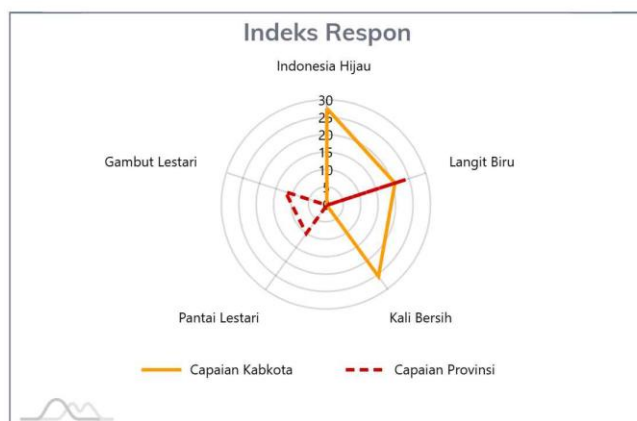 Indeks Respon
Indonesia Hijau
30
25
20
15
10
5
0
Gambut Lestari
Langit Biru
Pantai Lestari
Kali Bersih
Capaian Kabkota
Capaian Provinsi